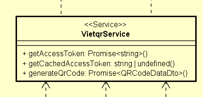 <<Service>>
VietqrService
+ getAccessToken: Promise<string>()
+ getCachedAccessToken: string | undefined()
+ generateQrCode: Promise<QRCodeDataDto>()